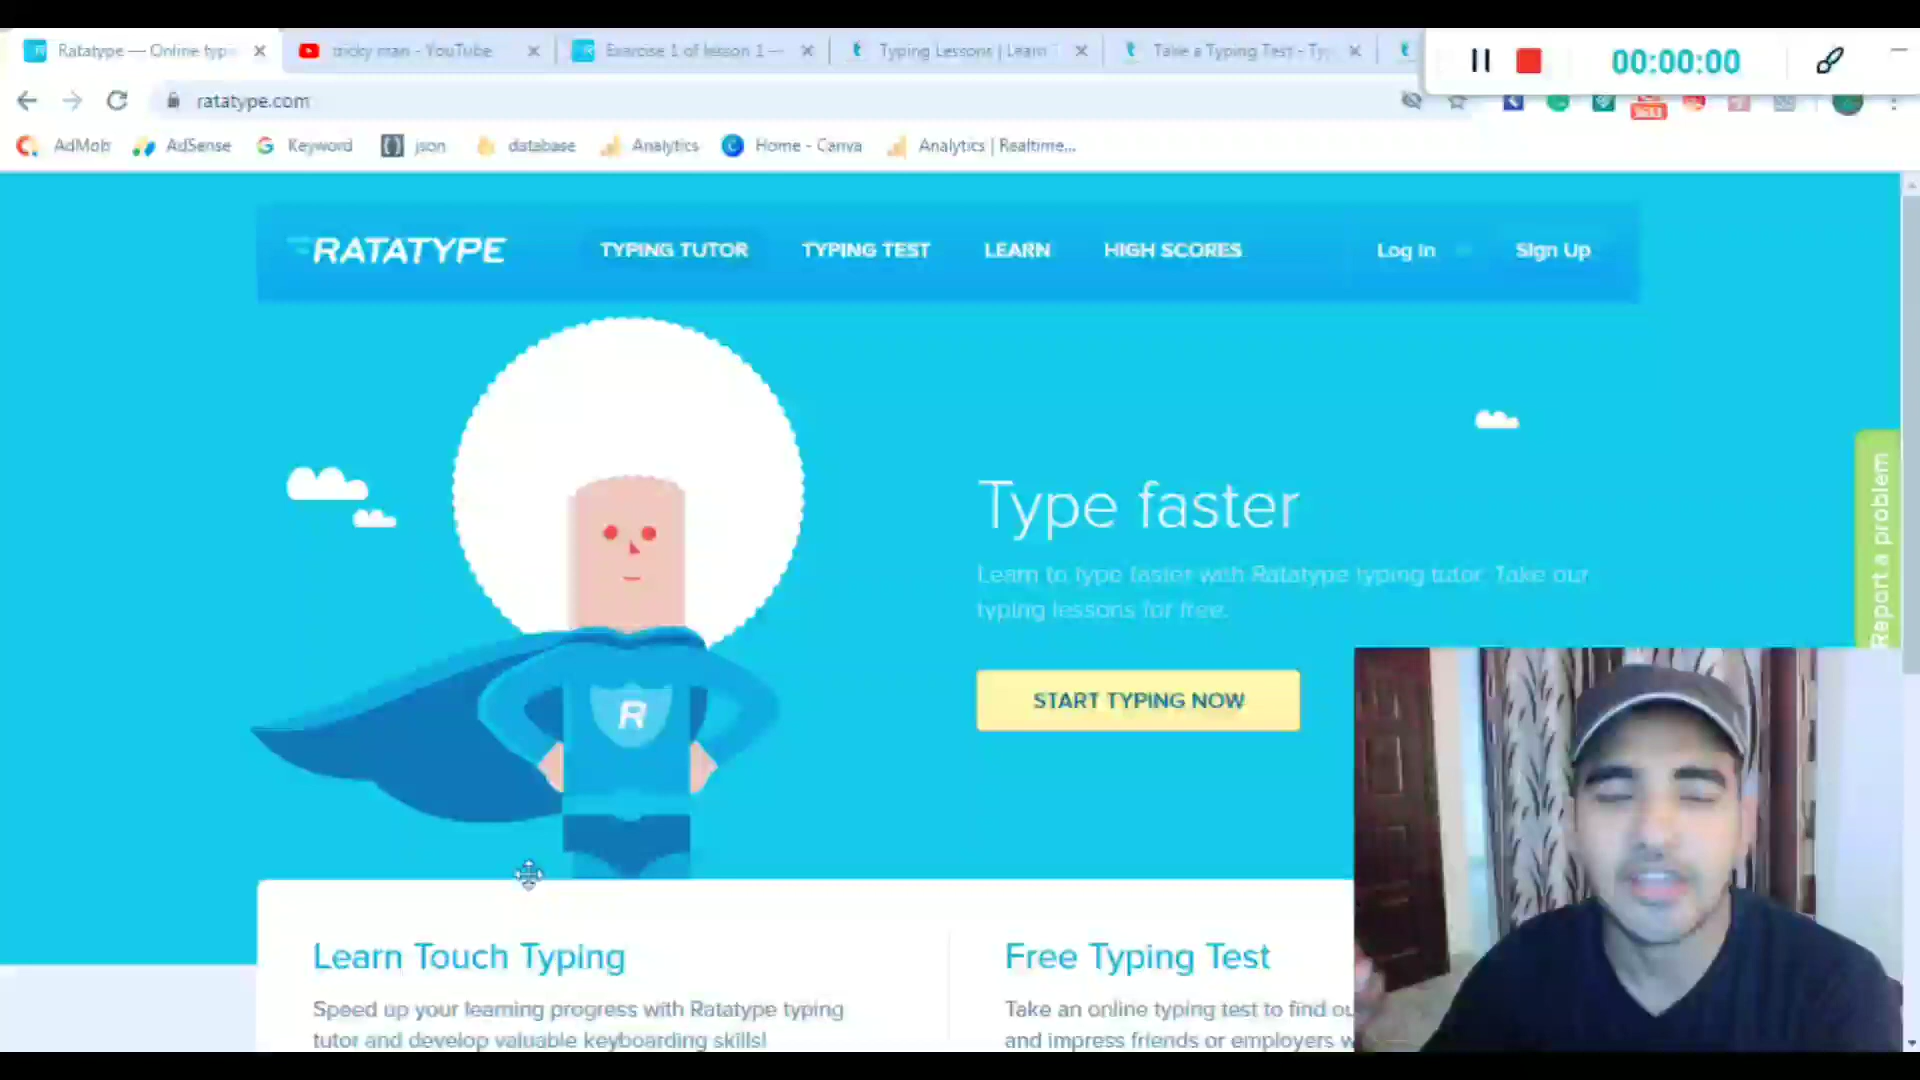 Ratatype — Online typi
tricky man - YouTube
Exercise 1 of lesson 1 —
Typing Lessons | Learn T
Take a Typing Test - Ty
00:00:00
ratatype.com
AdMob
AdSense
Keyword
json
database
Analytics
Home - Canva
Analytics | Realtime...
RATATYPE
TYPING TUTOR
TYPING TEST
LEARN
HIGH SCORES
Log In
Sign Up
Type faster
Learn to type faster with Ratatype typing tutor. Take our
typing lessons for free.
START TYPING NOW
Report a problem
R
Learn Touch Typing
Speed up your learning progress with Ratatype typing
tutor and develop valuable keyboarding skills!
Free Typing Test
Take an online typing test to find
and impress friends or employers